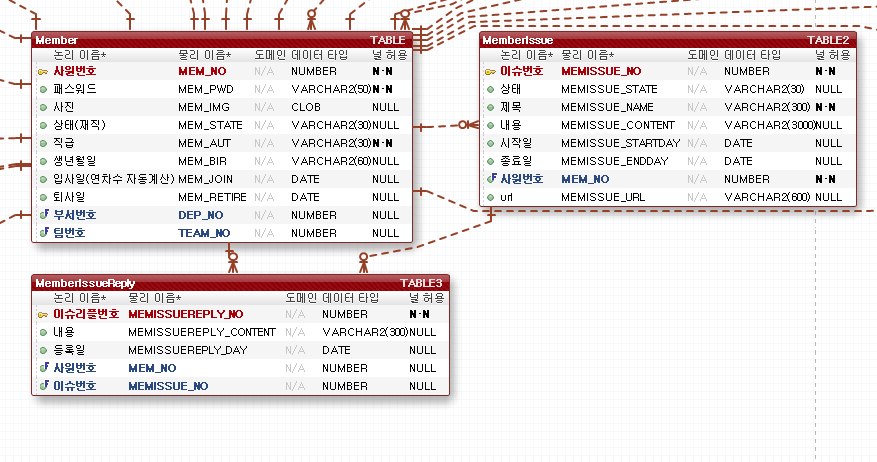 Member TABLE
논리 이름* 물리 이름* 도메인 데이터 타입 널 허용
사원번호 MEM_NO N/A NUMBER N-N
패스워드 MEM_PWD N/A VARCHAR2(50) N-N
사진 MEM_IMG N/A CLOB NULL
상태(재직) MEM_STATE N/A VARCHAR2(30) NULL
직급 MEM_AUT N/A VARCHAR2(30) N-N
생년월일 MEM_BIR N/A VARCHAR2(60) NULL
입사일(연차수 자동계산) MEM_JOIN N/A DATE NULL
퇴사일 MEM_RETIRE N/A DATE NULL
부서번호 DEP_NO N/A NUMBER NULL
팀번호 TEAM_NO N/A NUMBER NULL
MemberIssue TABLE2
논리 이름* 물리 이름* 도메인 데이터 타입 널 허용
이슈번호 MEMISSUE_NO N/A NUMBER N-N
상태 MEMISSUE_STATE N/A VARCHAR2(30) NULL
제목 MEMISSUE_NAME N/A VARCHAR2(300) N-N
내용 MEMISSUE_CONTENT N/A VARCHAR2(3000) NULL
시작일 MEMISSUE_STARTDAY N/A DATE NULL
종료일 MEMISSUE_ENDDAY N/A DATE NULL
사원번호 MEM_NO N/A NUMBER N-N
url MEMISSUE_URL N/A VARCHAR2(600) NULL
MemberIssueReply TABLE3
논리 이름* 물리 이름* 도메인 데이터 타입 널 허용
이슈리플번호 MEMISSUEREPLY_NO N/A NUMBER N-N
내용 MEMISSUEREPLY_CONTENT N/A VARCHAR2(300) NULL
등록일 MEMISSUEREPLY_DAY N/A DATE NULL
사원번호 MEM_NO N/A NUMBER NULL
이슈번호 MEMISSUE_NO N/A NUMBER NULL